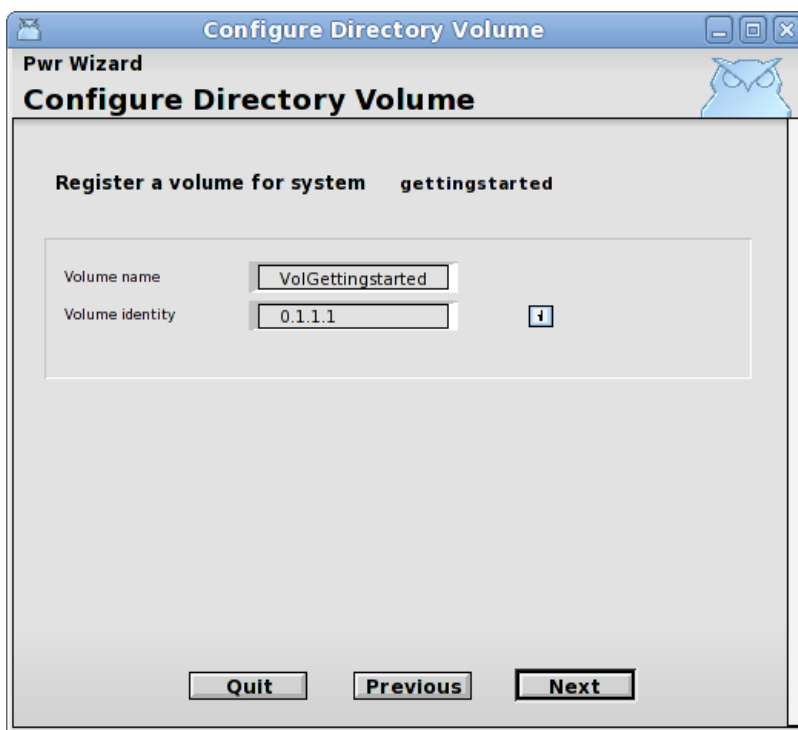 Configure Directory Volume
Pwr Wizard
Configure Directory Volume
Register a volume for system gettingstarted
Volume name VolGettingstarted
Volume identity 0.1.1.1
Quit Previous Next